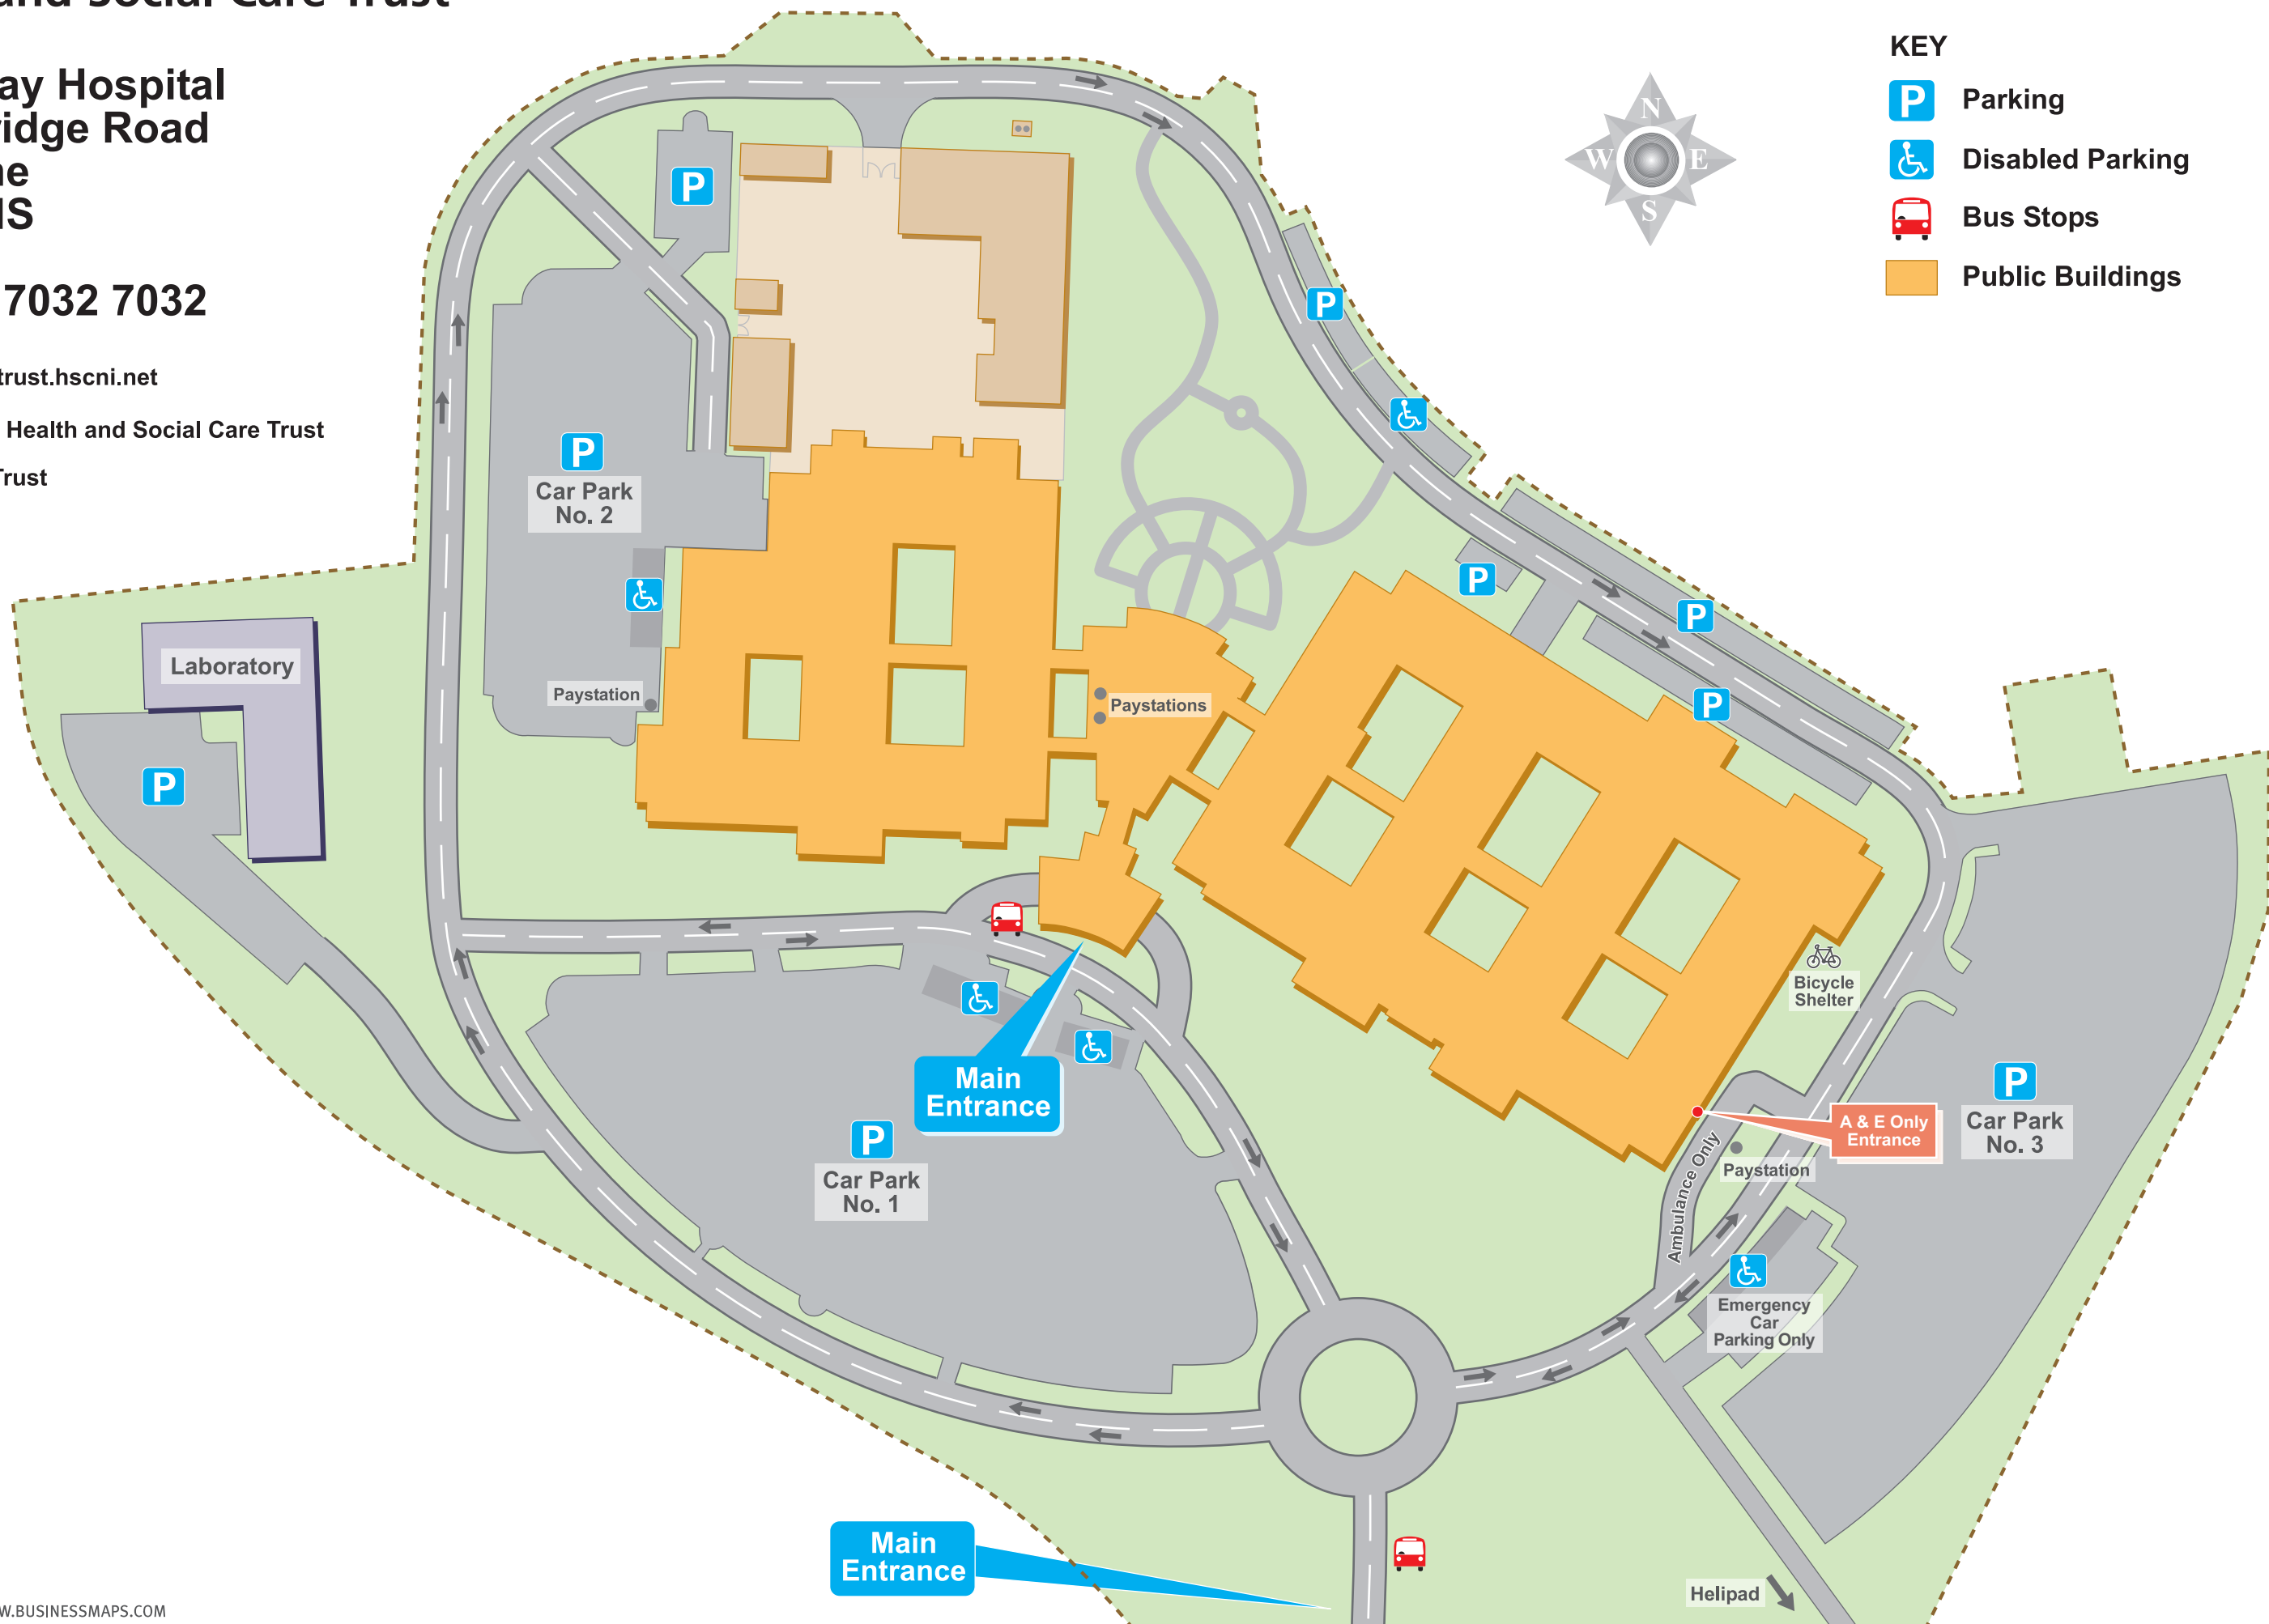 and Social Care Trust
ay Hospital
ridge Road
ne
7032 7032
trust.hscni.net
Health and Social Care Trust
Trust
KEY
P Parking
Disabled Parking
Bus Stops
Public Buildings
N
W E
S
P
P
P
Car Park
No. 2
P
P
P
Laboratory
Paystation
Paystations
P
Bicycle
Shelter
Main
Entrance
P
Car Park
No. 1
P
Car Park
No. 3
A & E Only
Entrance
Paystation
Ambulance Only
Emergency
Car
Parking Only
Main
Entrance
Helipad
W.BUSINESSMAPS.COM